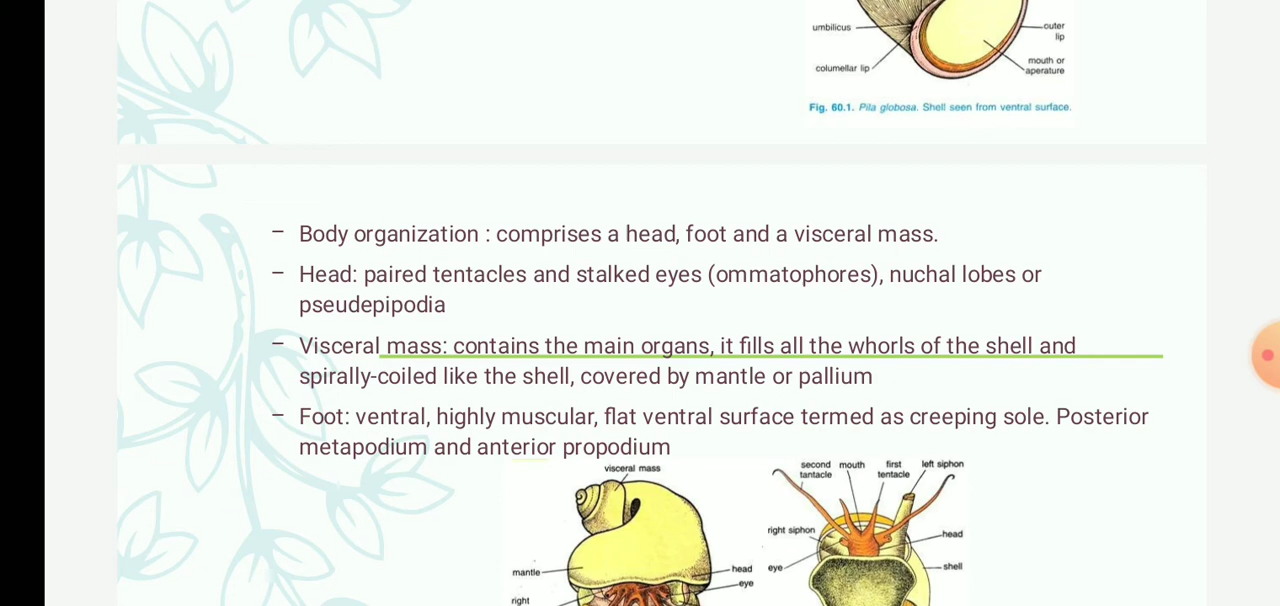 umbilicus
outer
lip
columellar lip
mouth or
aperature
Fig. 60.1. Pila globosa. Shell seen from ventral surface.
– Body organization : comprises a head, foot and a visceral mass.
– Head: paired tentacles and stalked eyes (ommatophores), nuchal lobes or
pseudepipodia
– Visceral mass: contains the main organs, it fills all the whorls of the shell and
spirally-coiled like the shell, covered by mantle or pallium
– Foot: ventral, highly muscular, flat ventral surface termed as creeping sole. Posterior
metapodium and anterior propodium
visceral mass
mantle
head
eye
right
second
tantacle
mouth
first
tentacle
left siphon
right siphon
head
eye
shell